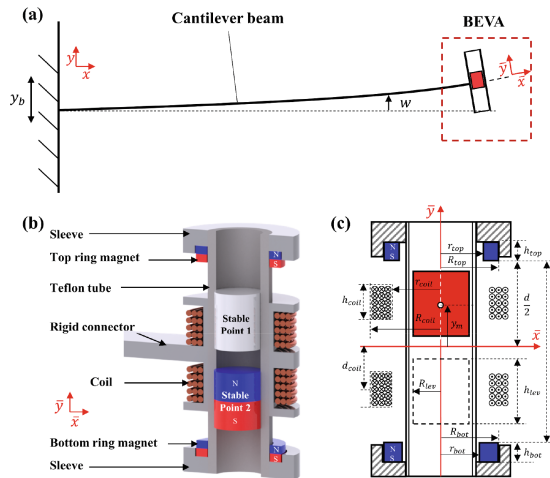 (a)
Cantilever beam
BEVA
y
x̄
y_b
w
ȳ
x̄
(b)
Sleeve
Top ring magnet
Teflon tube
Rigid connector
Coil
Bottom ring magnet
Sleeve
N
S
N
S
Stable
Point 1
N
Stable
Point 2
S
ȳ
x̄
(c)
ȳ
N
S
r_top
R_top
h_top
r_coil
h_coil
R_coil
y_m
d/2
x̄
d_coil
R_lev
h_lev
R_bot
N
S
r_bot
h_bot